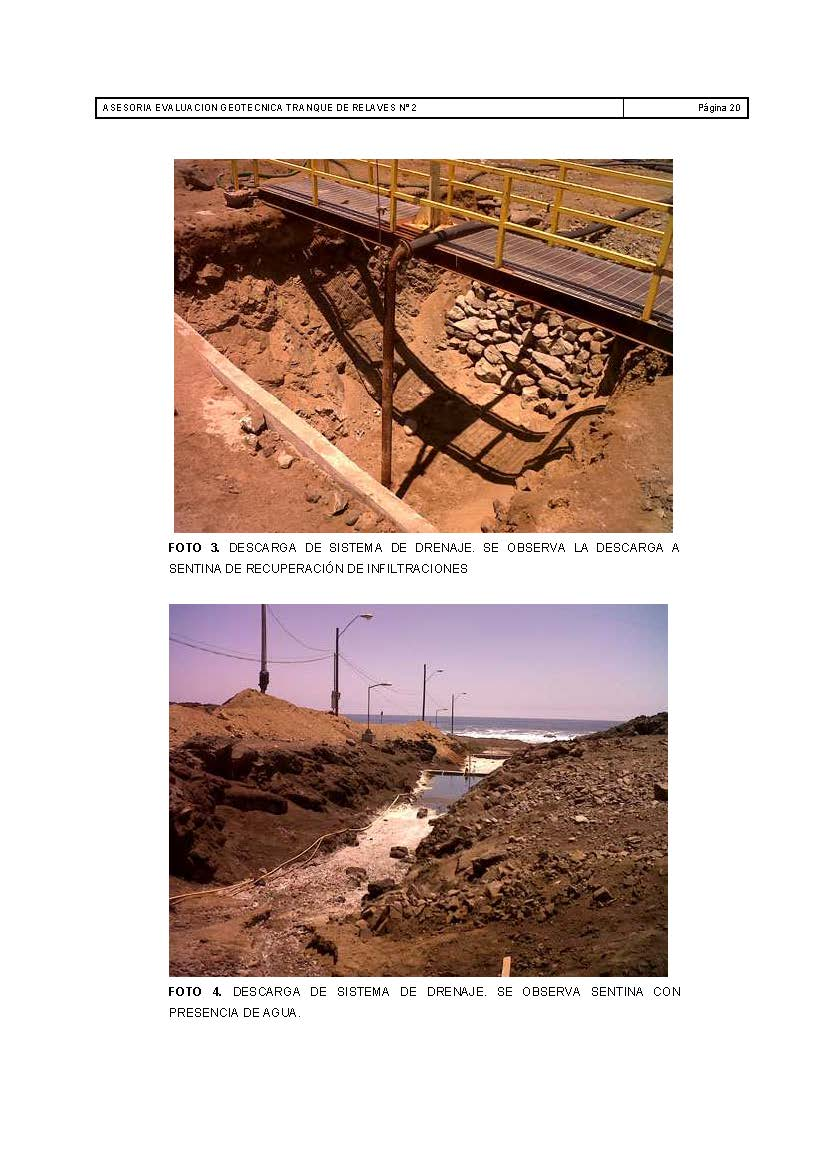 ASESORIA EVALUACION GEOTECNICA TRANQUE DE RELAVES Nº2
Página 20
FOTO 3. DESCARGA DE SISTEMA DE DRENAJE. SE OBSERVA LA DESCARGA A
SENTINA DE RECUPERACIÓN DE INFILTRACIONES
FOTO 4. DESCARGA DE SISTEMA DE DRENAJE. SE OBSERVA SENTINA CON
PRESENCIA DE AGUA.